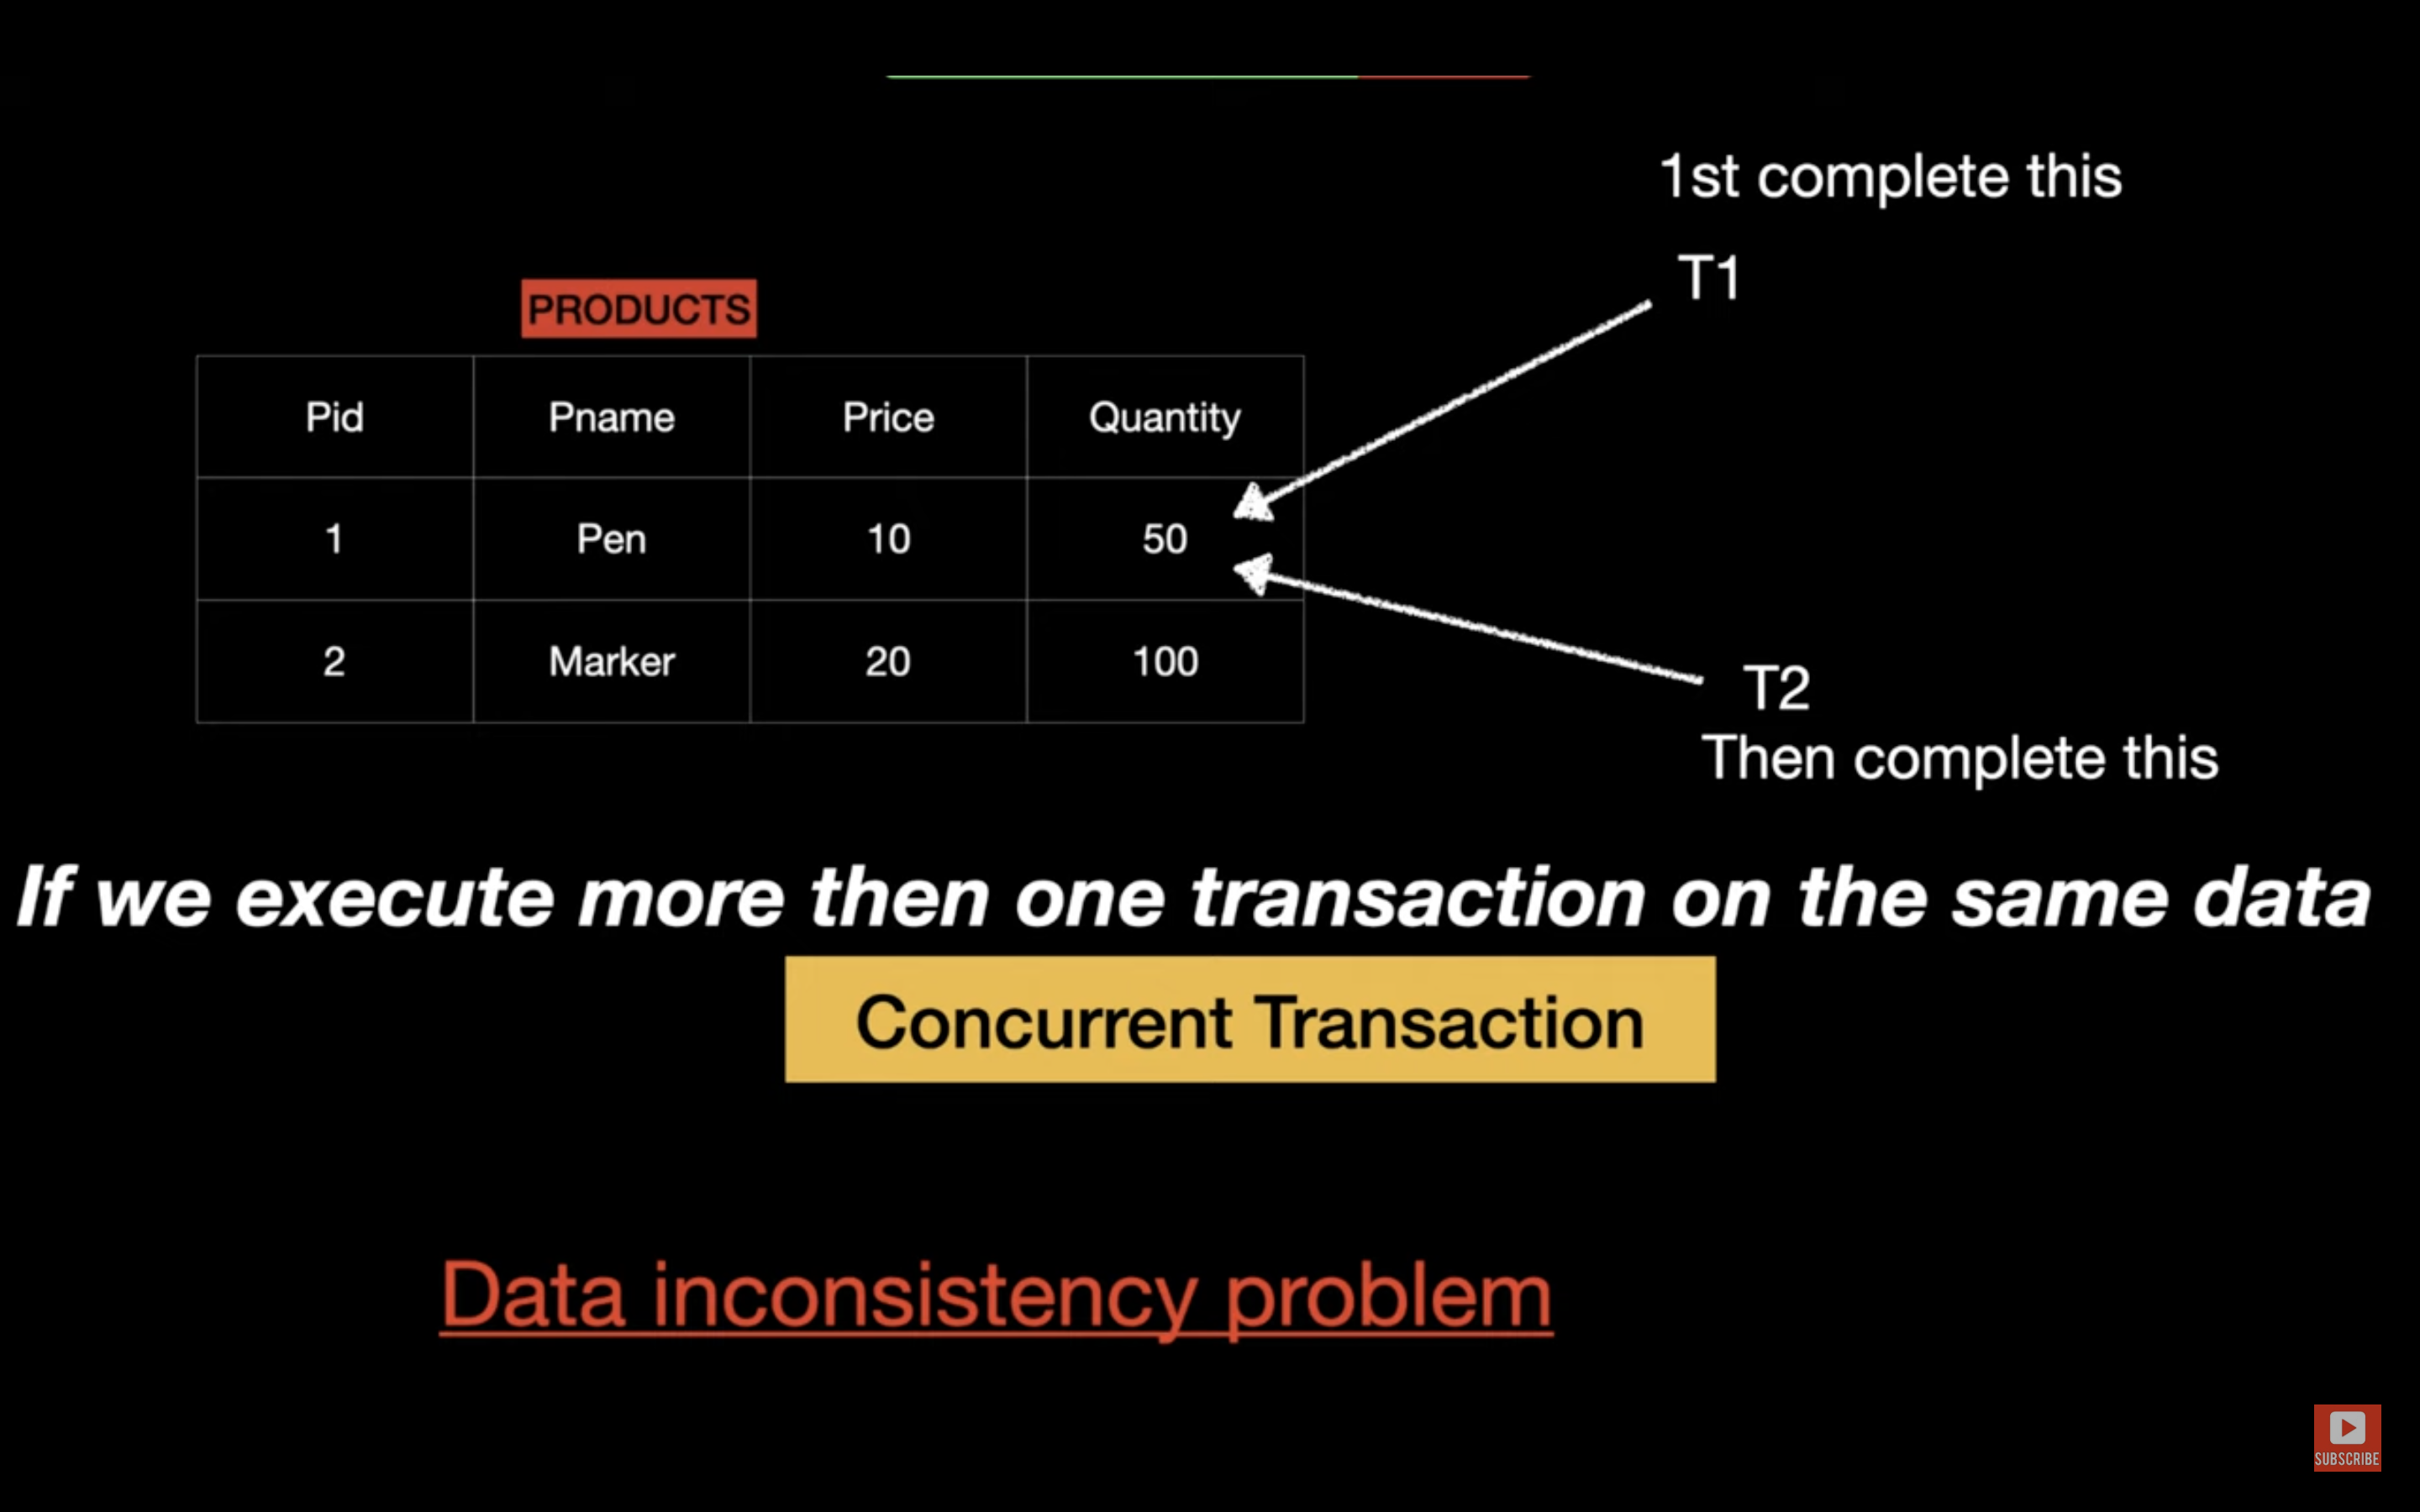 1st complete this
T1
PRODUCTS
Pid Pname Price Quantity
1 Pen 10 50
2 Marker 20 100
T2
Then complete this
If we execute more then one transaction on the same data
Concurrent Transaction
Data inconsistency problem
SUBSCRIBE